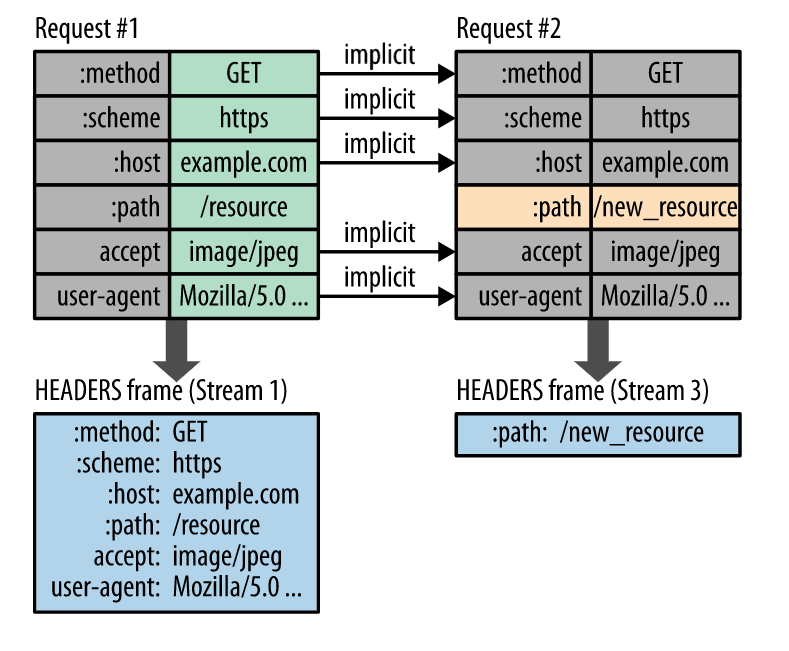 Request #1
:method GET
:scheme https
:host example.com
:path /resource
accept image/jpeg
user-agent Mozilla/5.0 ...
implicit
implicit
implicit
implicit
implicit
Request #2
:method GET
:scheme https
:host example.com
:path /new_resource
accept image/jpeg
user-agent Mozilla/5.0 ...
HEADERS frame (Stream 1)
:method: GET
:scheme: https
:host: example.com
:path: /resource
accept: image/jpeg
user-agent: Mozilla/5.0 ...
HEADERS frame (Stream 3)
:path: /new_resource